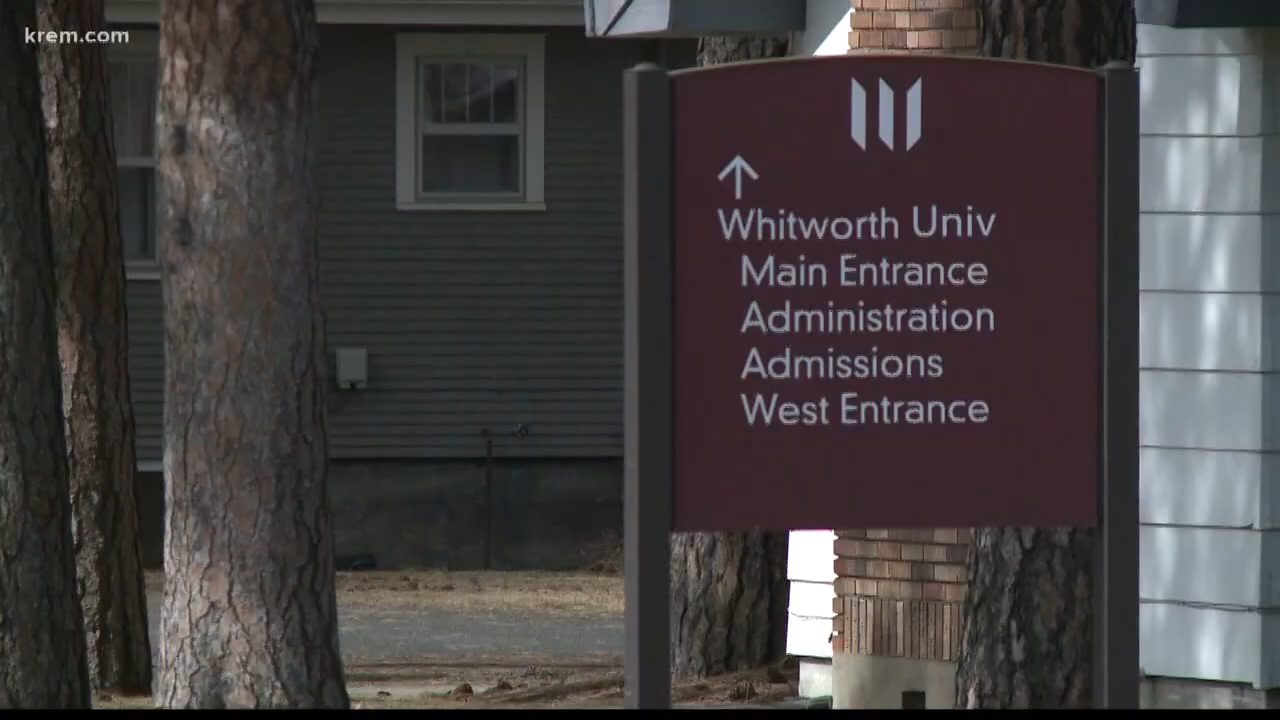 krem.com
Whitworth Univ
Main Entrance
Administration
Admissions
West Entrance